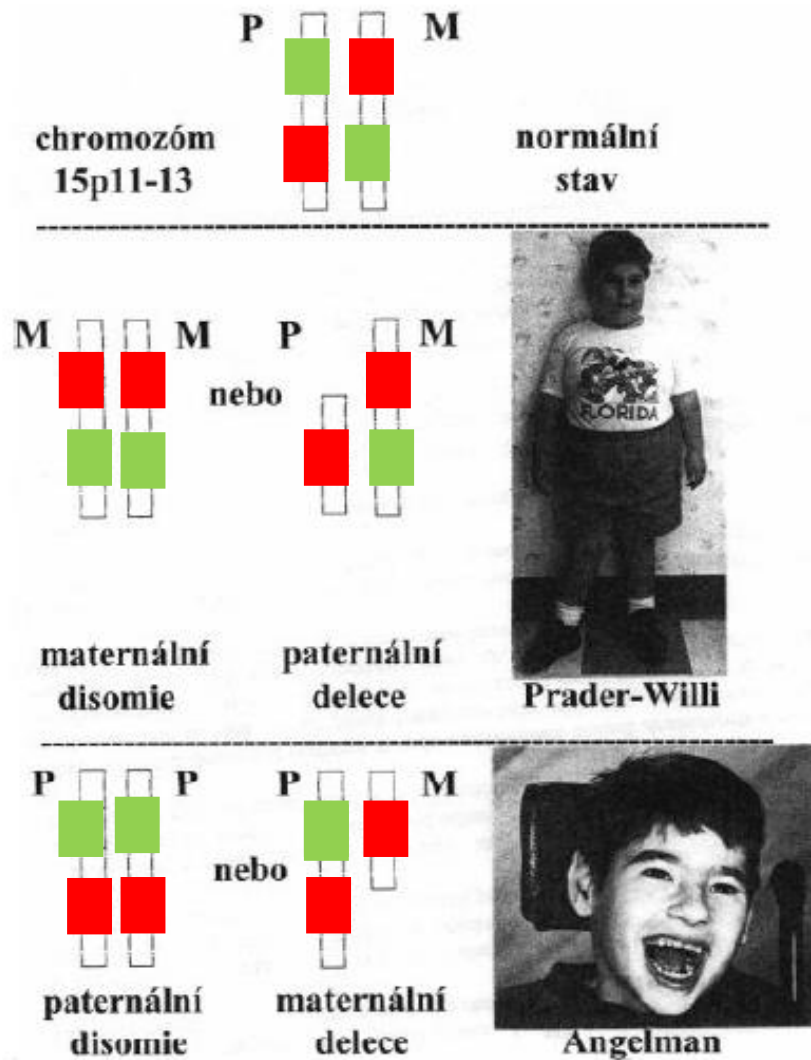 P M
chromozóm
15p11-13
normální
stav
M M P M
nebo
FLORIDA
maternální
disomie
paternální
delece
Prader-Willi
P P P M
nebo
paternální
disomie
maternální
delece
Angelman